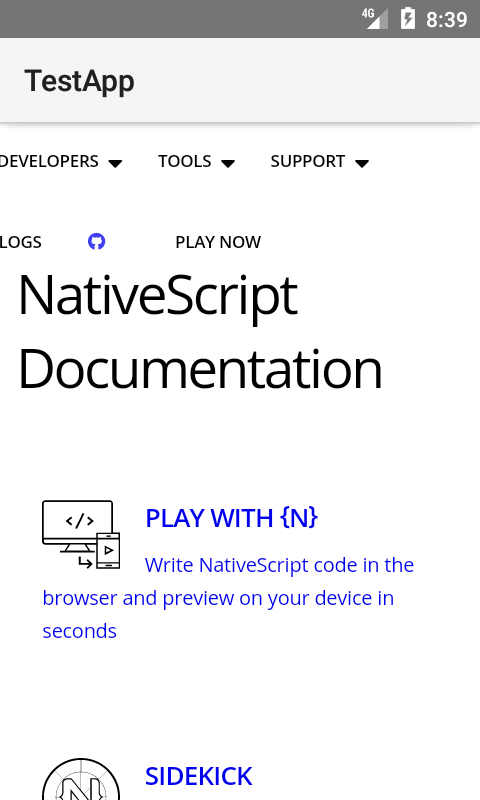 4G 8:39
TestApp
DEVELOPERS TOOLS SUPPORT
LOGS PLAY NOW
NativeScript
Documentation
</>
PLAY WITH {N}
Write NativeScript code in the
browser and preview on your device in
seconds
N
SIDEKICK